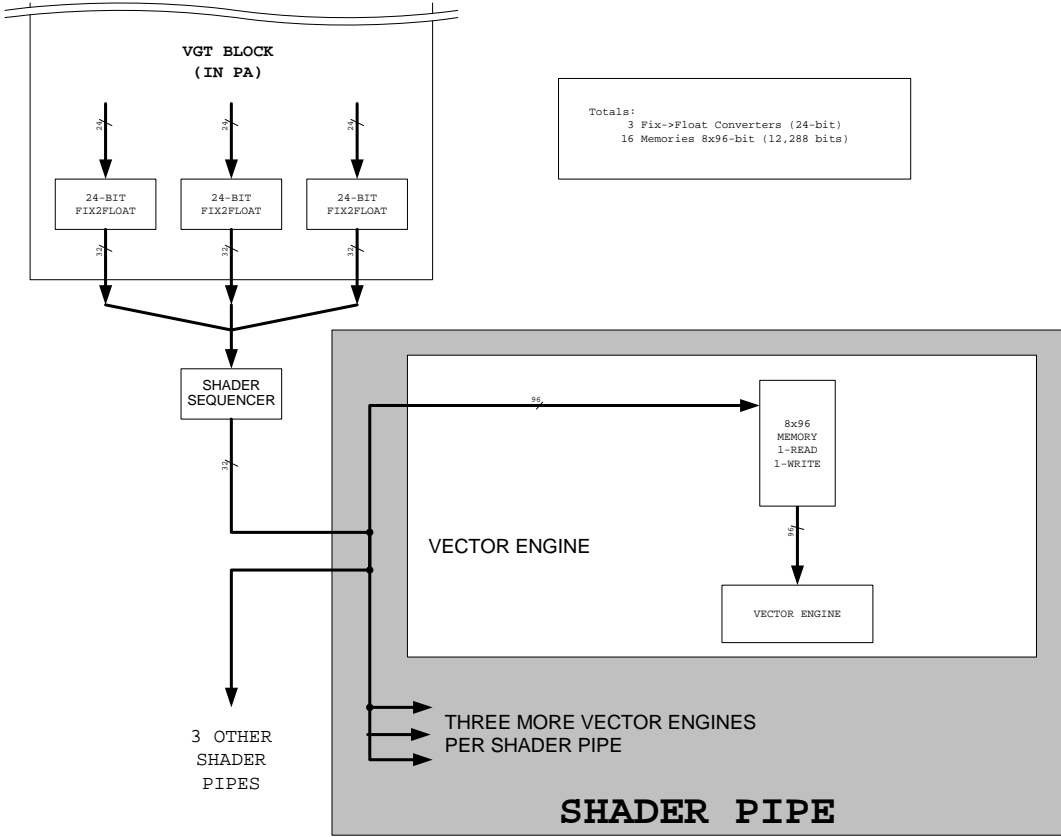 VGT BLOCK
(IN PA)
Totals:
3 Fix->Float Converters (24-bit)
16 Memories 8x96-bit (12,288 bits)
24
24
24
24-BIT
FIX2FLOAT
24-BIT
FIX2FLOAT
24-BIT
FIX2FLOAT
32
32
32
SHADER
SEQUENCER
32
96
8x96
MEMORY
1-READ
1-WRITE
96
VECTOR ENGINE
VECTOR ENGINE
3 OTHER
SHADER
PIPES
THREE MORE VECTOR ENGINES
PER SHADER PIPE
SHADER PIPE